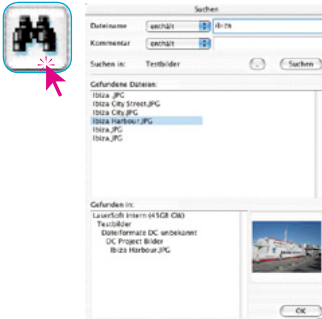 Suchen
Dateiname enthält ibiza
Kommentar enthält
Suchen in: Testbilder Suchen
Gefundene Dateien:
Ibiza .JPG
Ibiza City Street.JPG
Ibiza City.JPG
Ibiza Harbour.JPG
Ibiza.JPG
Ibiza.JPG
Gefunden in:
LaserSoft Intern (45GB GW)
Testbilder
Dateiformate DC unbekannt
DC Project Bilder
Ibiza Harbour.JPG
OK